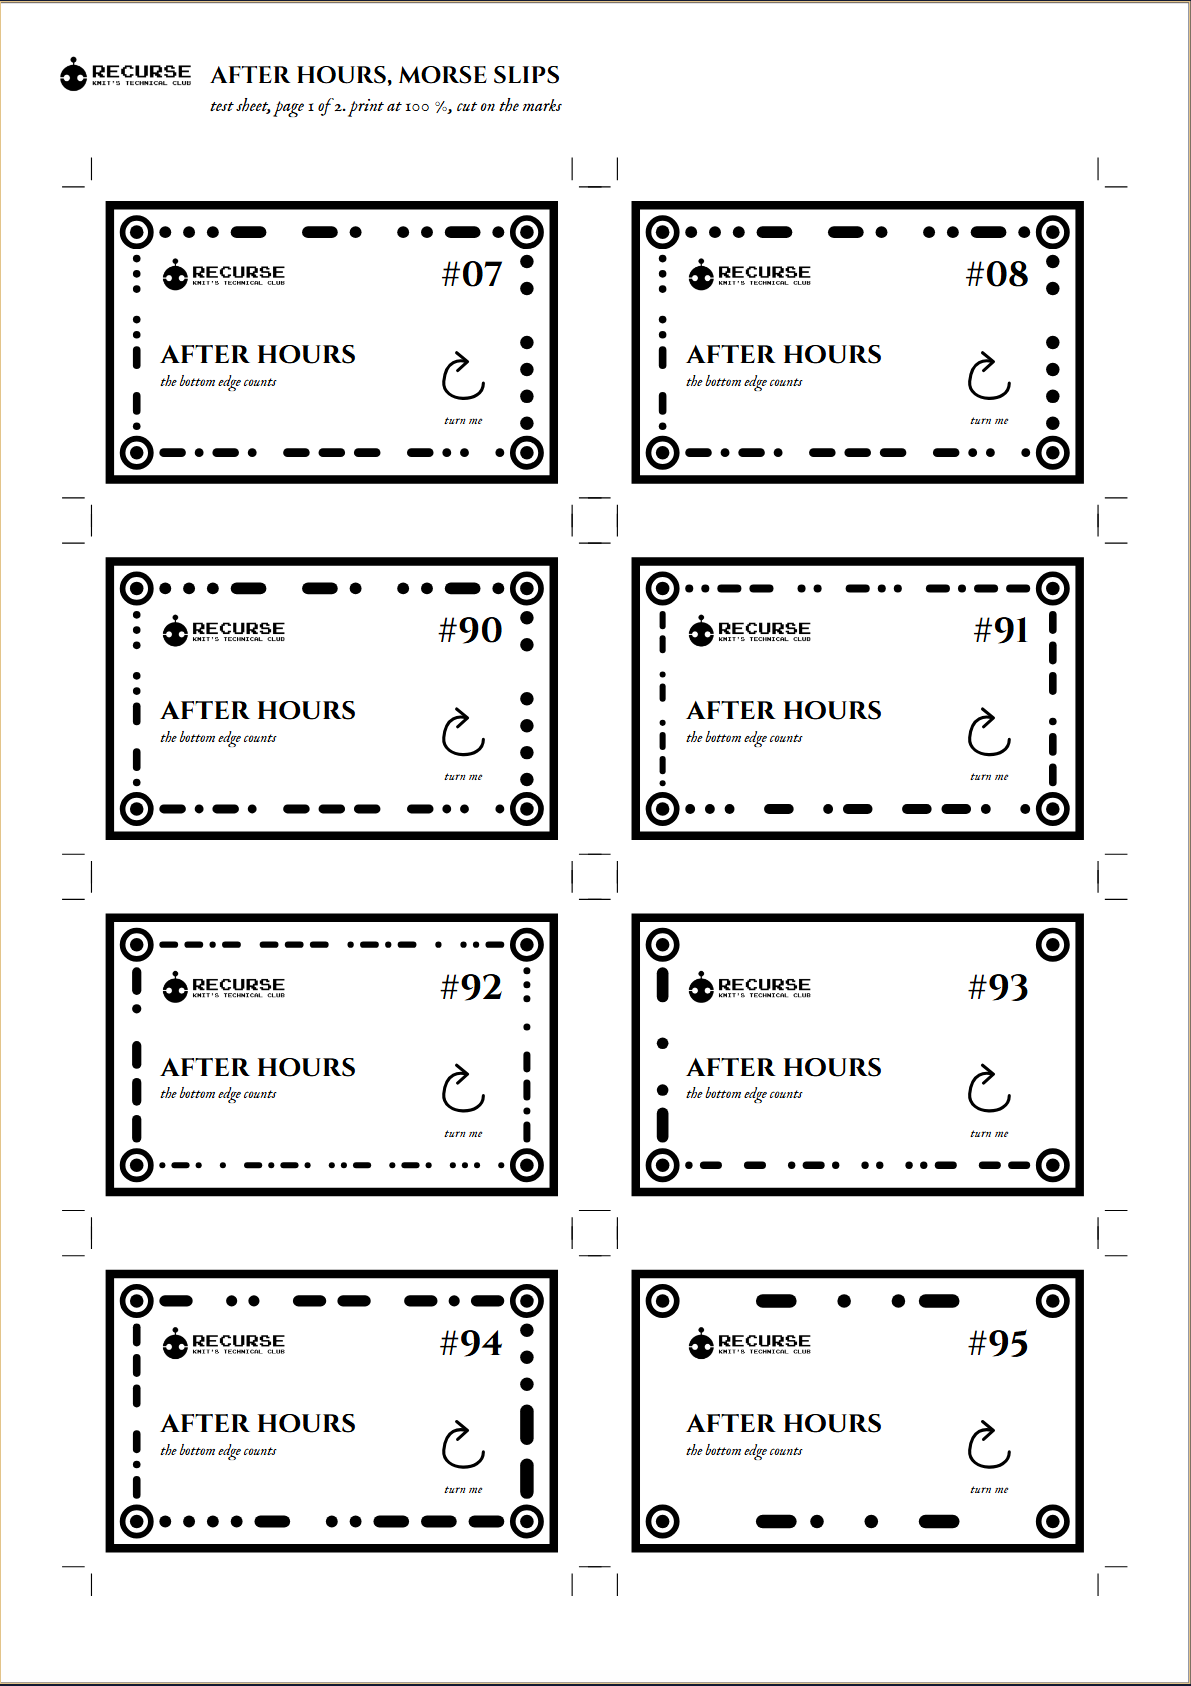 RECURSE
KNIT'S TECHNICAL CLUB
AFTER HOURS, MORSE SLIPS
test sheet, page 1 of 2. print at 100 %, cut on the marks
RECURSE
KNIT'S TECHNICAL CLUB
#07
AFTER HOURS
the bottom edge counts
turn me
RECURSE
KNIT'S TECHNICAL CLUB
#08
AFTER HOURS
the bottom edge counts
turn me
RECURSE
KNIT'S TECHNICAL CLUB
#90
AFTER HOURS
the bottom edge counts
turn me
RECURSE
KNIT'S TECHNICAL CLUB
#91
AFTER HOURS
the bottom edge counts
turn me
RECURSE
KNIT'S TECHNICAL CLUB
#92
AFTER HOURS
the bottom edge counts
turn me
RECURSE
KNIT'S TECHNICAL CLUB
#93
AFTER HOURS
the bottom edge counts
turn me
RECURSE
KNIT'S TECHNICAL CLUB
#94
AFTER HOURS
the bottom edge counts
turn me
RECURSE
KNIT'S TECHNICAL CLUB
#95
AFTER HOURS
the bottom edge counts
turn me